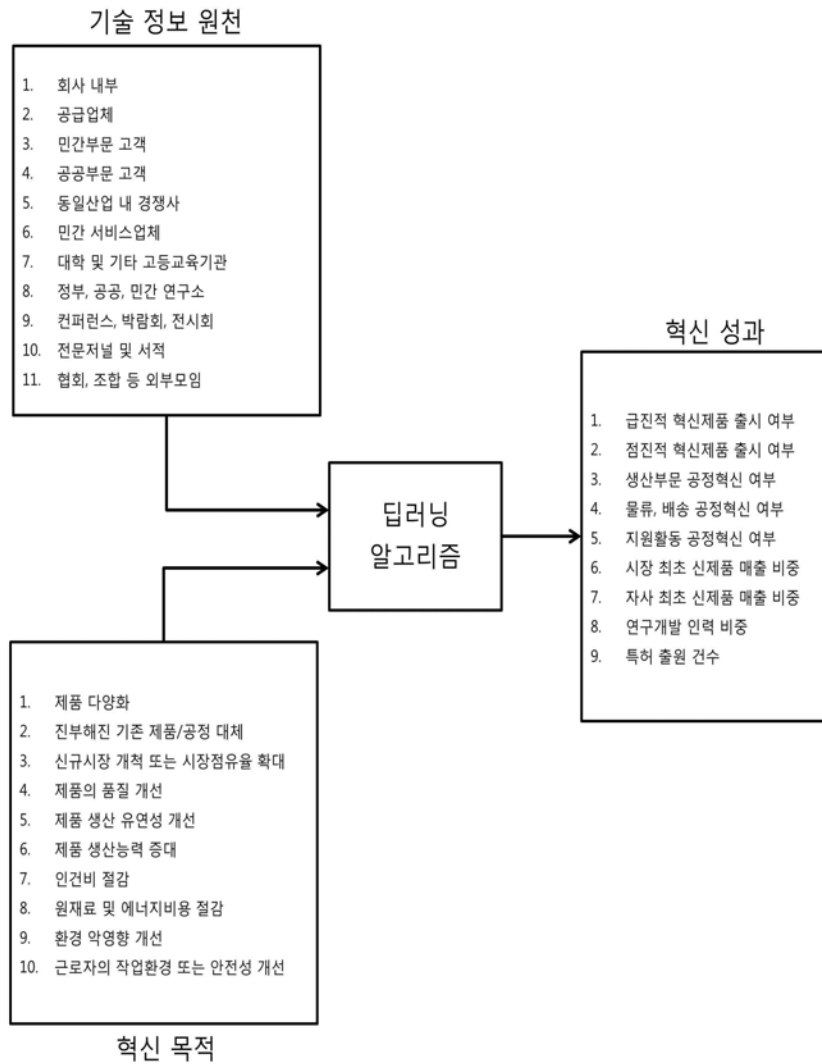 기술 정보 원천
1. 회사 내부
2. 공급업체
3. 민간부문 고객
4. 공공부문 고객
5. 동일산업 내 경쟁사
6. 민간 서비스업체
7. 대학 및 기타 고등교육기관
8. 정부, 공공, 민간 연구소
9. 컨퍼런스, 박람회, 전시회
10. 전문저널 및 서적
11. 협회, 조합 등 외부모임
딥러닝
알고리즘
혁신 성과
1. 급진적 혁신제품 출시 여부
2. 점진적 혁신제품 출시 여부
3. 생산부문 공정혁신 여부
4. 물류, 배송 공정혁신 여부
5. 지원활동 공정혁신 여부
6. 시장 최초 신제품 매출 비중
7. 자사 최초 신제품 매출 비중
8. 연구개발 인력 비중
9. 특허 출원 건수
1. 제품 다양화
2. 진부해진 기존 제품/공정 대체
3. 신규시장 개척 또는 시장점유율 확대
4. 제품의 품질 개선
5. 제품 생산 유연성 개선
6. 제품 생산능력 증대
7. 인건비 절감
8. 원재료 및 에너지비용 절감
9. 환경 악영향 개선
10. 근로자의 작업환경 또는 안전성 개선
혁신 목적